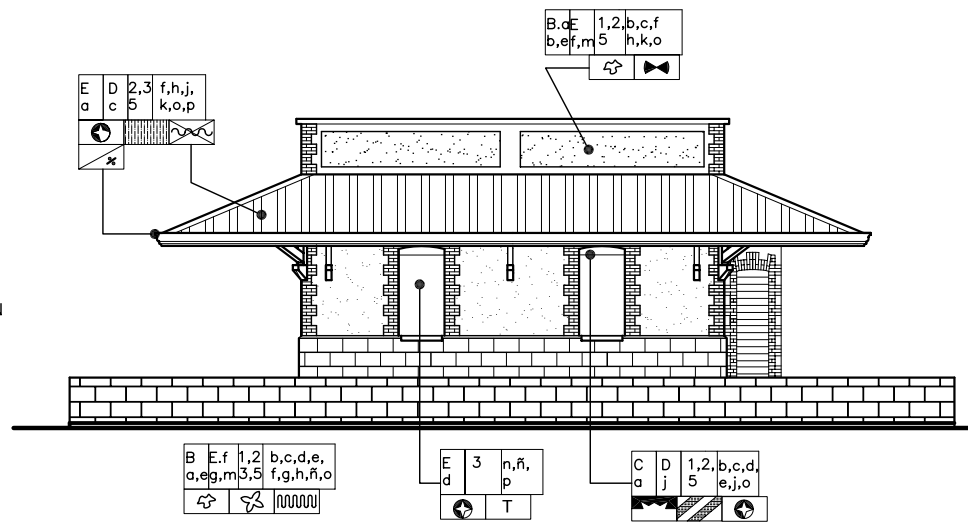 B.a E 1,2, b,c,f
b,e f,m 5 h,k,o
E D 2,3 f,h,j,
a c 5 k,o,p
B E.f 1,2 b,c,d,e,
a,e g,m 3,5 f,g,h,ñ,o
E 3 n,ñ,
d p
T
C D 1,2, b,c,d,
a j 5 e,j,o